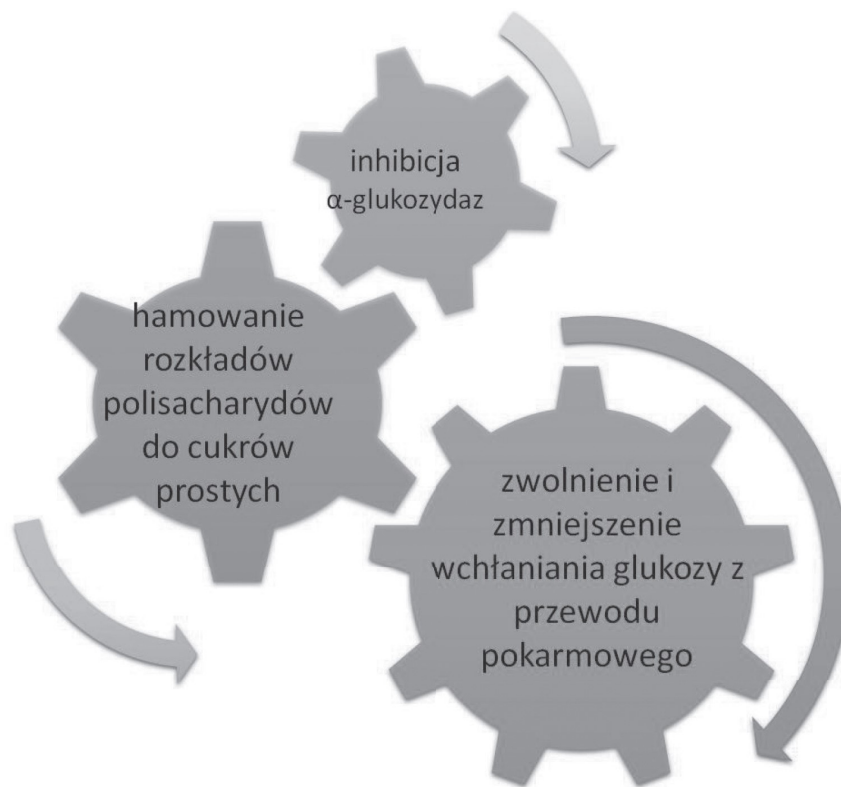 inhibicja
α-glukozydaz
hamowanie
rozkładów
polisacharydów
do cukrów
prostych
zwolnienie i
zmniejszenie
wchłaniania glukozy z
przewodu
pokarmowego